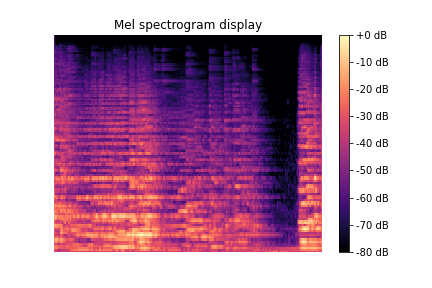 Mel spectrogram display
+0 dB
-10 dB
-20 dB
-30 dB
-40 dB
-50 dB
-60 dB
-70 dB
-80 dB